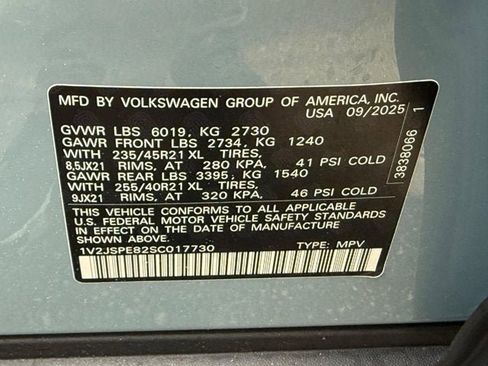 MFD BY VOLKSWAGEN GROUP OF AMERICA, INC.
USA 09/2025
GVWR LBS 6019, KG 2730
GAWR FRONT LBS 2734, KG 1240
WITH 235/45R21 XL TIRES,
8,5JX21 RIMS, AT 280 KPA, 41 PSI COLD
GAWR REAR LBS 3395, KG 1540
WITH 255/40R21 XL TIRES,
9JX21 RIMS, AT 320 KPA, 46 PSI COLD
THIS VEHICLE CONFORMS TO ALL APPLICABLE
U.S. FEDERAL MOTOR VEHICLE SAFETY STANDARDS
IN EFFECT ON THE DATE OF MANUFACTURE
SHOWN ABOVE.
1V2JSPE82SC017730 TYPE: MPV
3838066 1